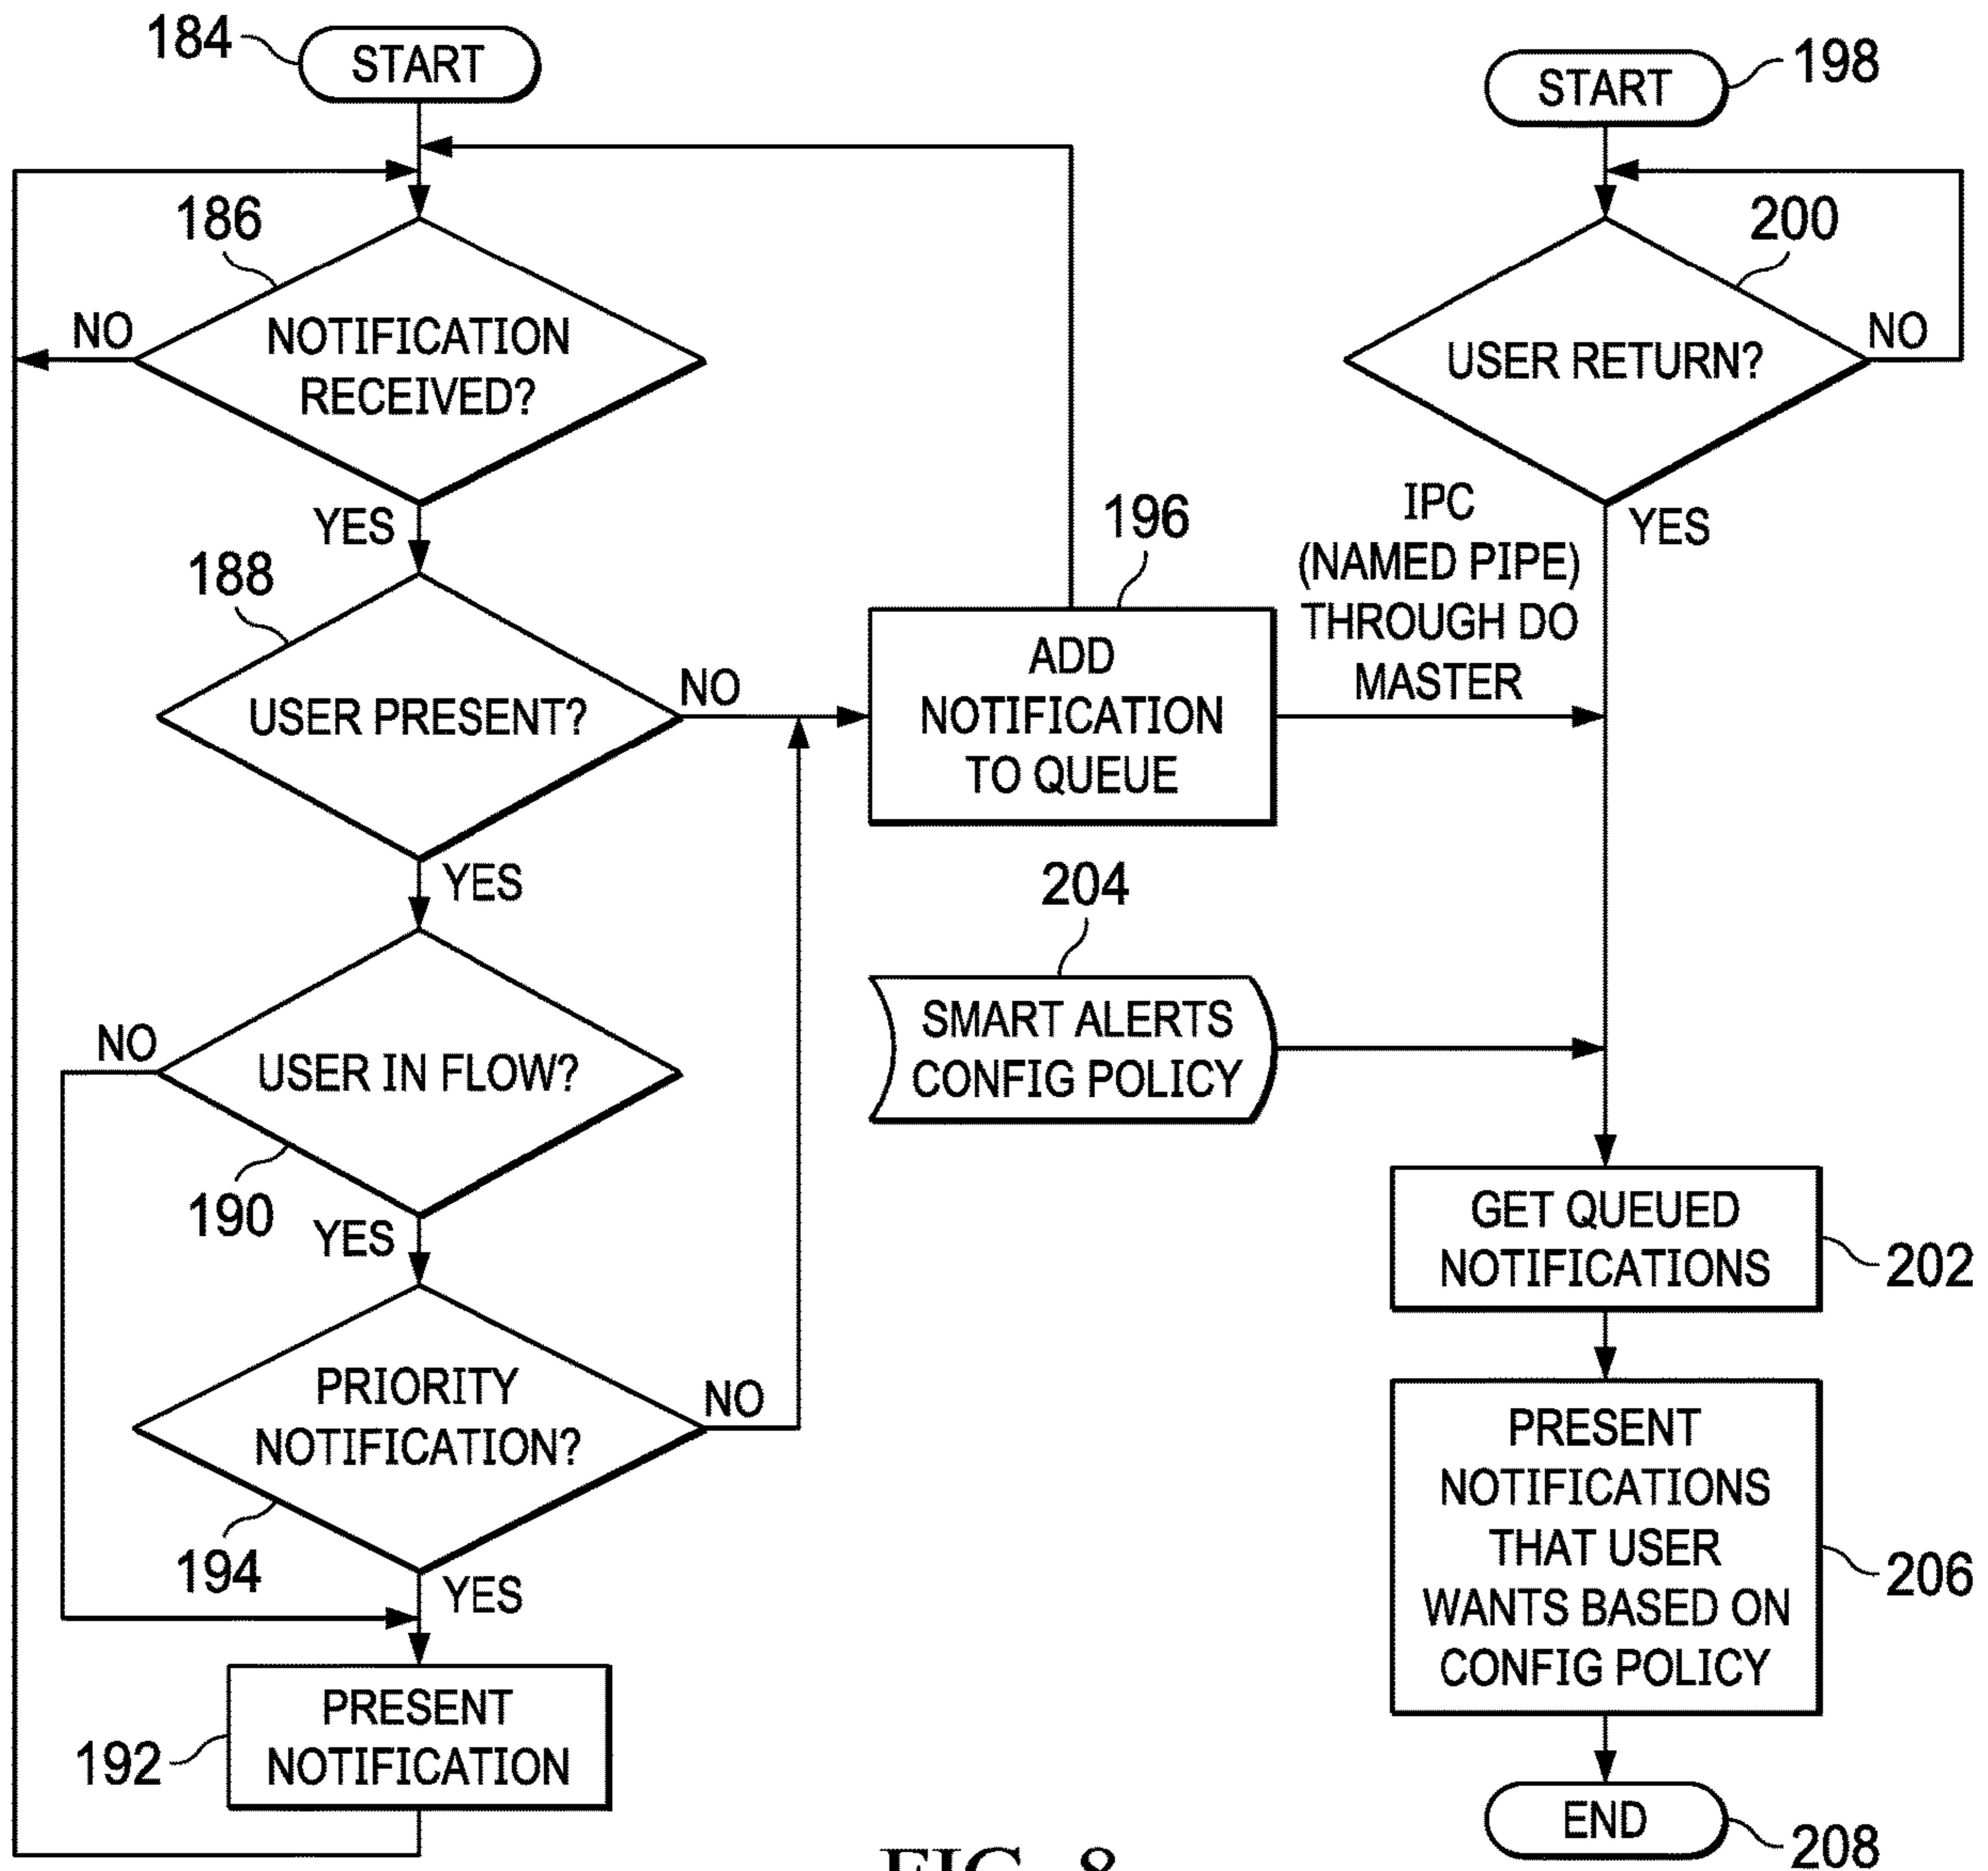 184
START
198
START
186
NO
NOTIFICATION
RECEIVED?
YES
200
USER RETURN?
NO
YES
188
USER PRESENT?
NO
YES
196
ADD
NOTIFICATION
TO QUEUE
IPC
(NAMED PIPE)
THROUGH DO
MASTER
204
SMART ALERTS
CONFIG POLICY
NO
USER IN FLOW?
190
YES
GET QUEUED
NOTIFICATIONS
202
PRIORITY
NOTIFICATION?
NO
194
YES
PRESENT
NOTIFICATIONS
THAT USER
WANTS BASED ON
CONFIG POLICY
206
192
PRESENT
NOTIFICATION
END
208
FIG. 8